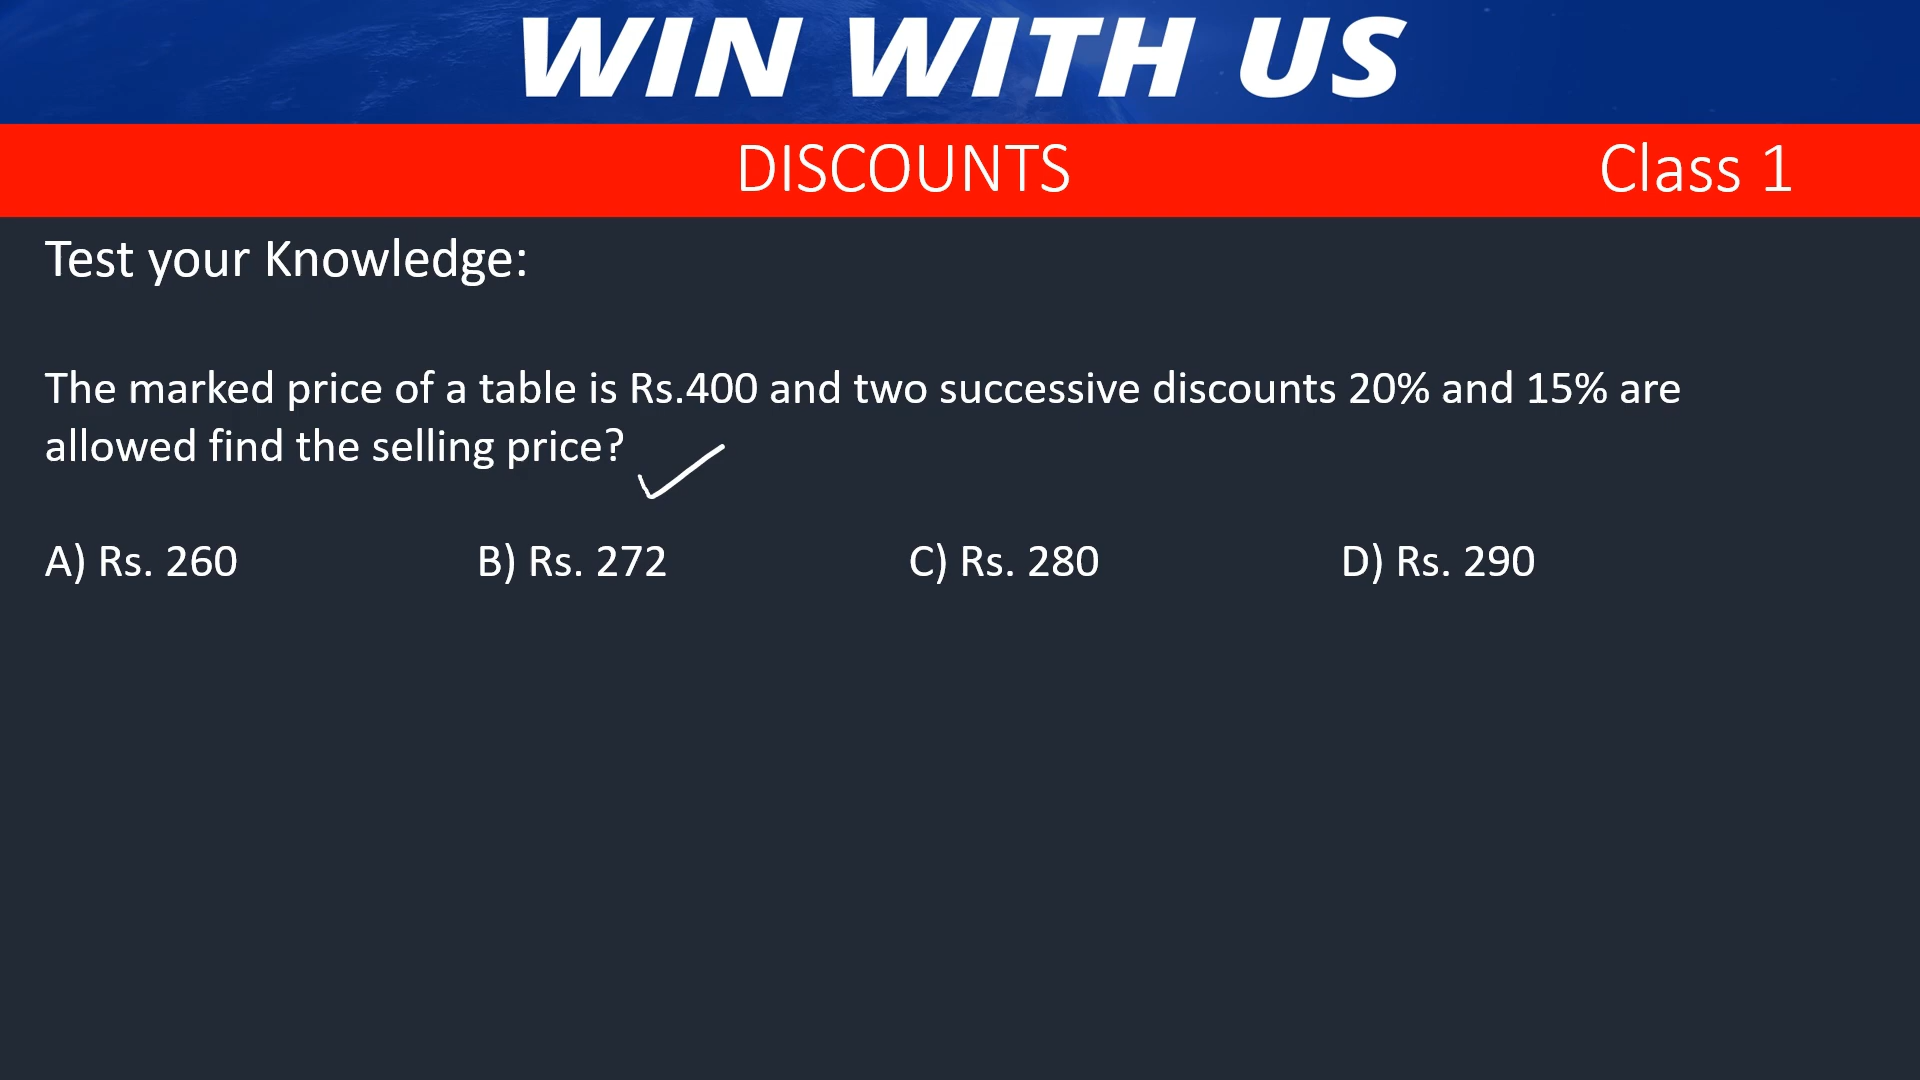 WIN WITH US
DISCOUNTS Class 1
Test your Knowledge:
The marked price of a table is Rs.400 and two successive discounts 20% and 15% are
allowed find the selling price?
A) Rs. 260 B) Rs. 272 C) Rs. 280 D) Rs. 290